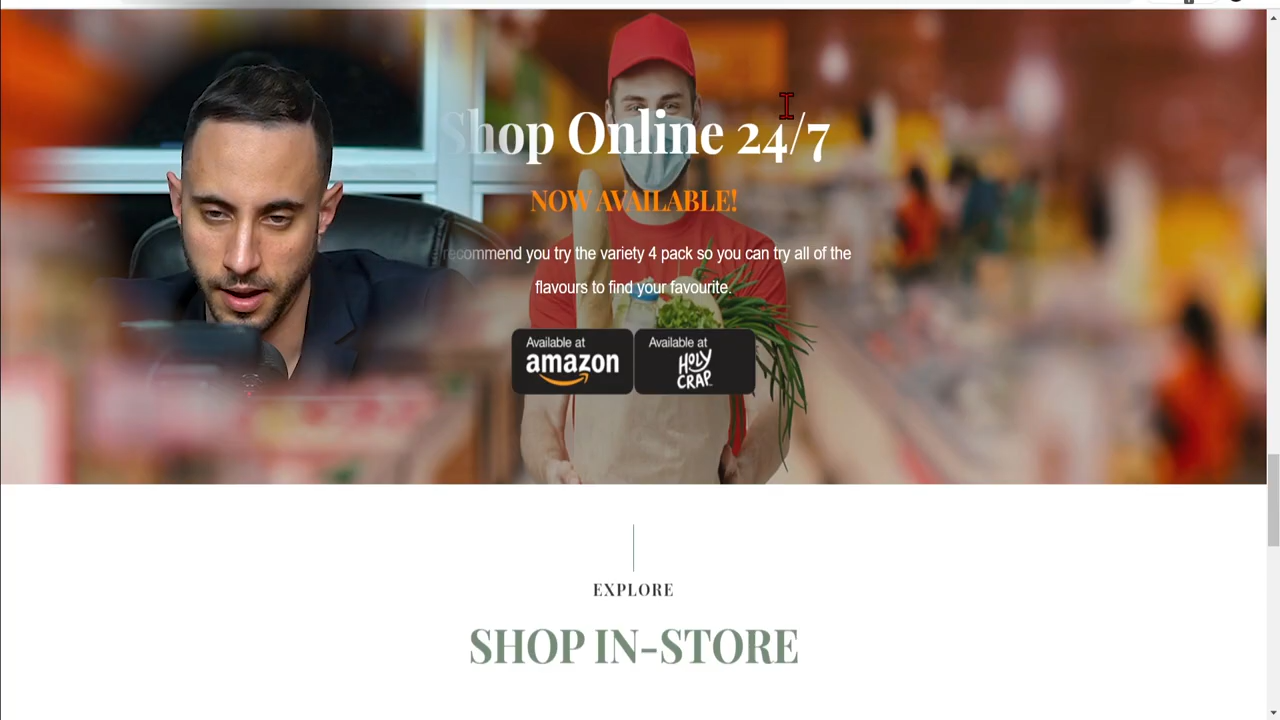 Shop Online 24/7
NOW AVAILABLE!
recommend you try the variety 4 pack so you can try all of the
flavours to find your favourite.
Available at
amazon
Available at
HOLY
CRAP
EXPLORE
SHOP IN-STORE